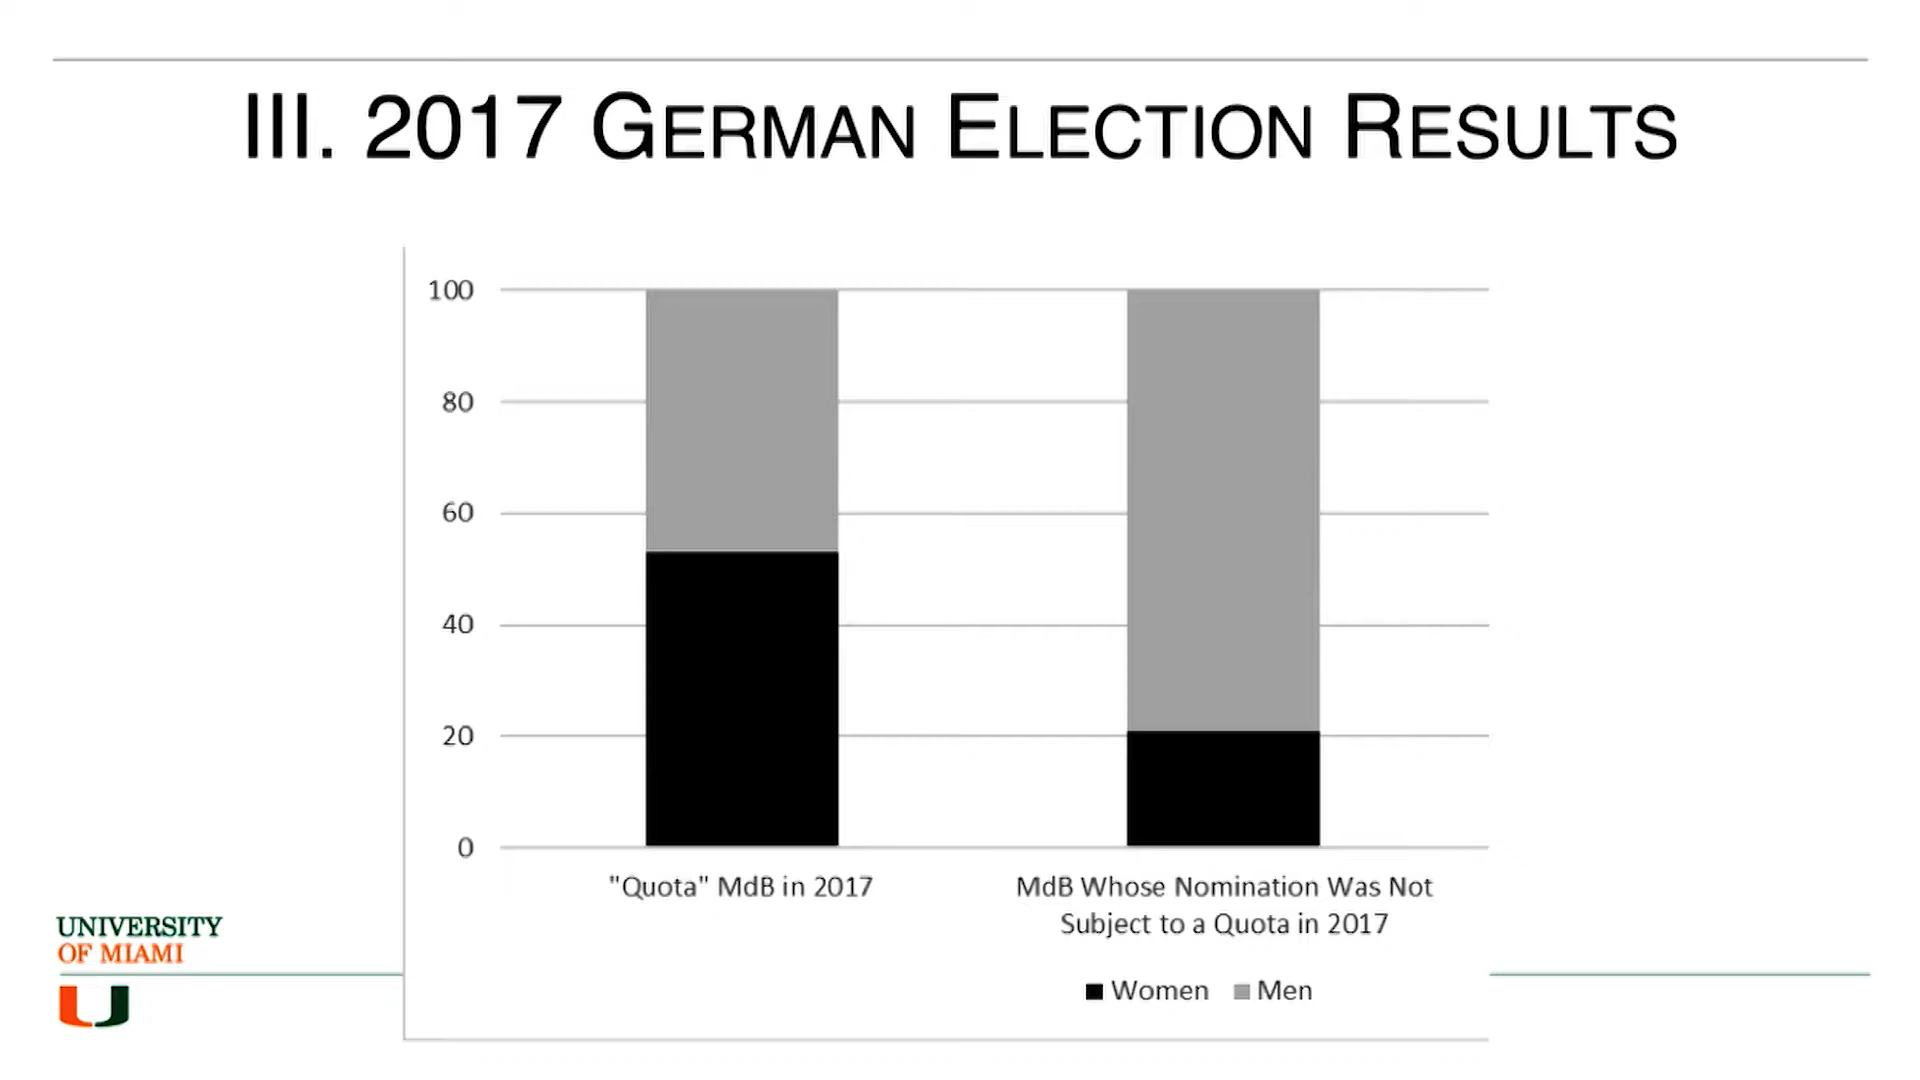 III. 2017 GERMAN ELECTION RESULTS
100
80
60
40
20
0
"Quota" MdB in 2017
MdB Whose Nomination Was Not
Subject to a Quota in 2017
Women Men
UNIVERSITY
OF MIAMI